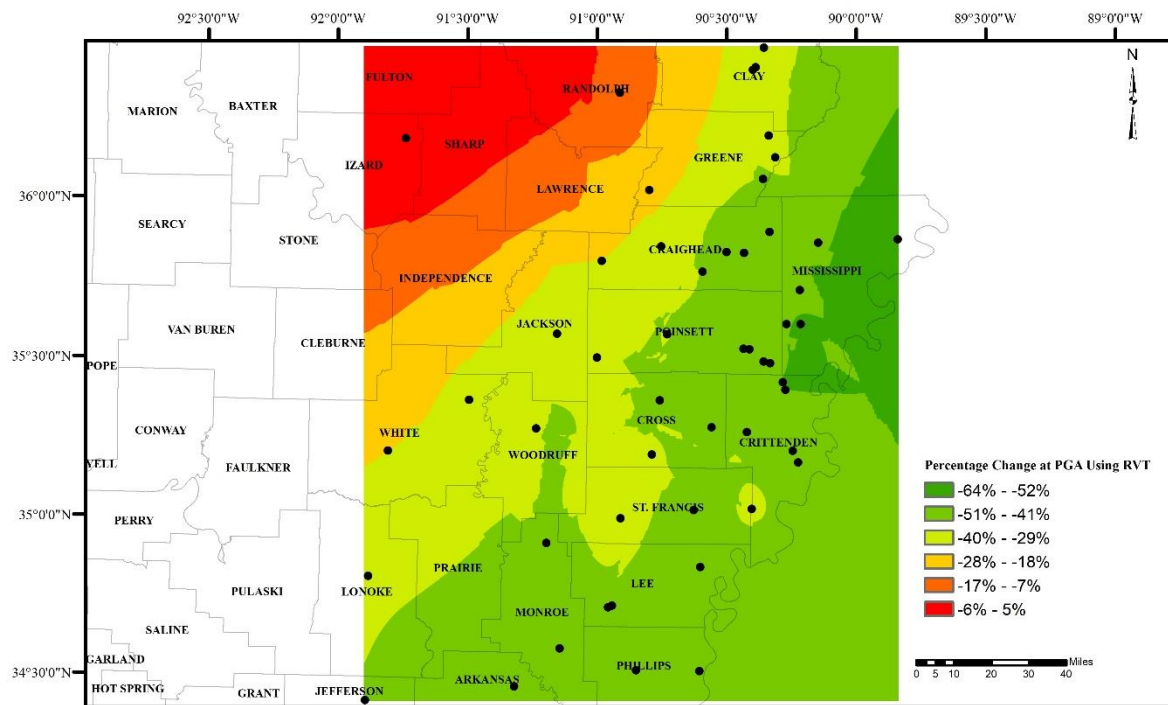 92°30'0"W 92°0'0"W 91°30'0"W 91°0'0"W 90°30'0"W 90°0'0"W 89°30'0"W 89°0'0"W
N
FULTON
CLAY
RANDOLPH
BAXTER
MARION
SHARP
IZARD
GREENE
LAWRENCE
36°0'0"N
SEARCY
STONE
CRAIGHEAD
MISSISSIPPI
INDEPENDENCE
JACKSON
VAN BUREN
POINSETT
CLEBURNE
35°30'0"N
POPE
CROSS
CONWAY
WHITE
CRITTENDEN
WOODRUFF
YELL
FAULKNER
Percentage Change at PGA Using RVT
-64% - -52%
-51% - -41%
-40% - -29%
-28% - -18%
-17% - -7%
-6% - 5%
ST. FRANCIS
35°0'0"N
PERRY
PRAIRIE
LEE
PULASKI
LONOKE
MONROE
SALINE
GARLAND
PHILLIPS
34°30'0"N
ARKANSAS
HOT SPRING
GRANT
JEFFERSON
Miles
0 5 10 20 30 40